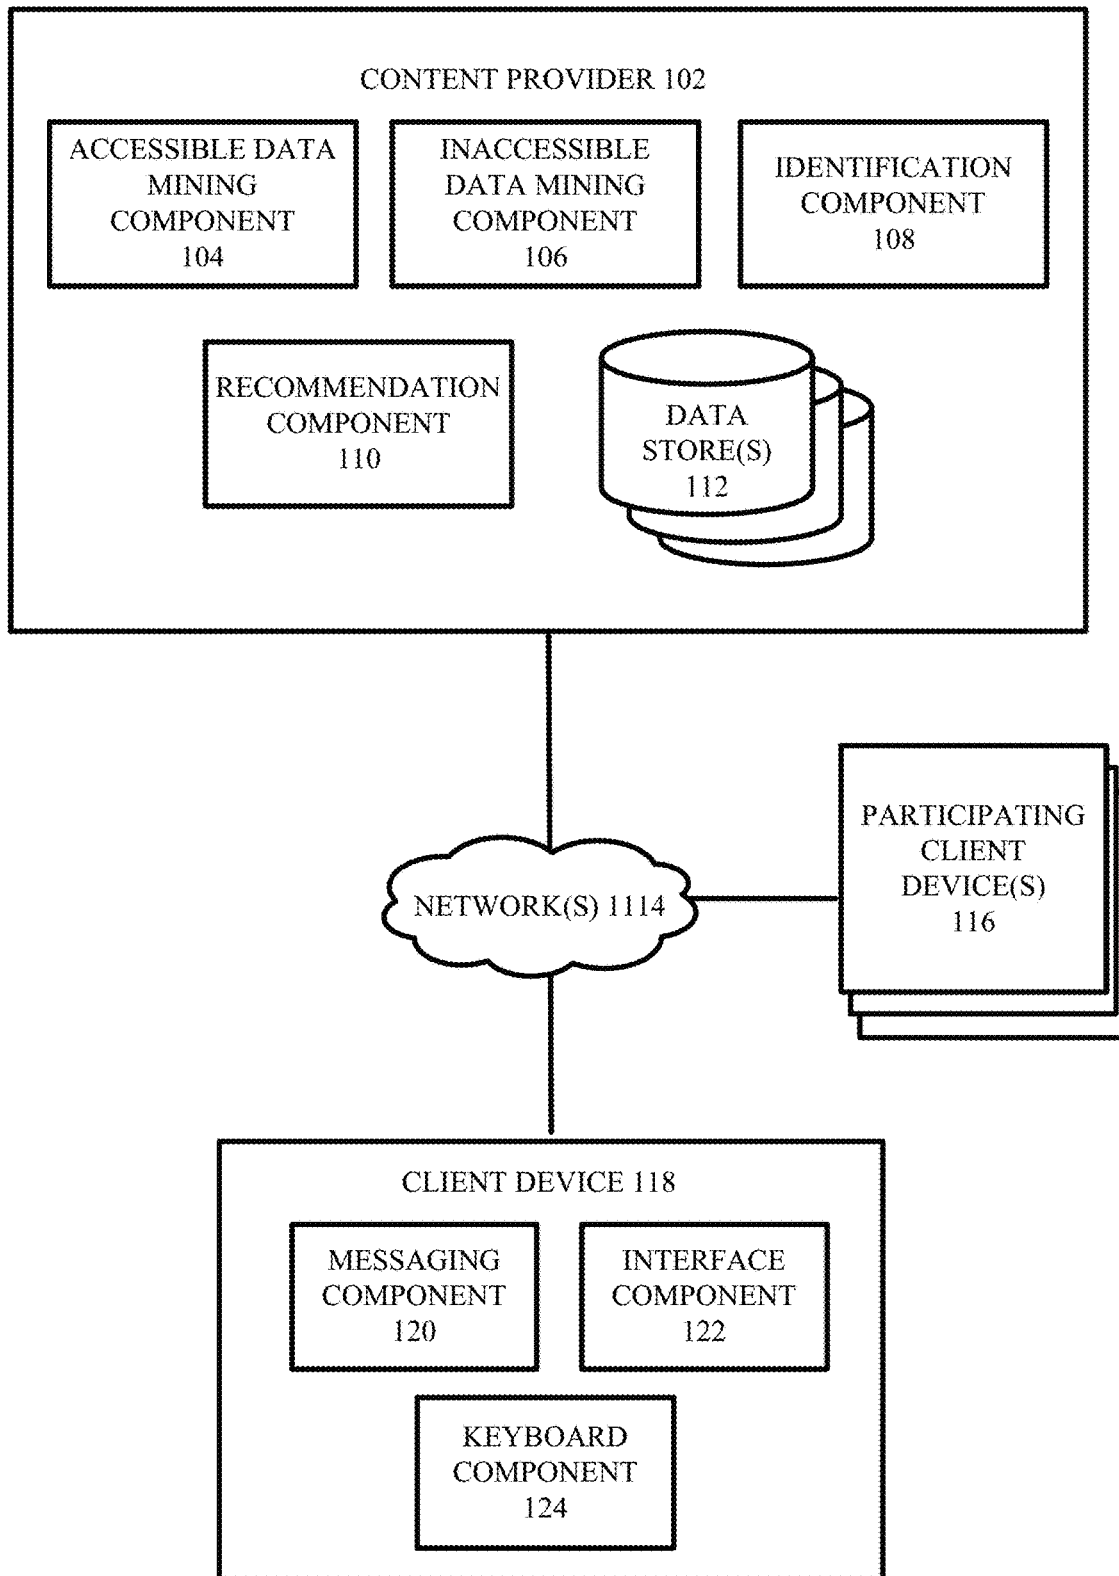 CONTENT PROVIDER 102
ACCESSIBLE DATA
MINING
COMPONENT
104
INACCESSIBLE
DATA MINING
COMPONENT
106
IDENTIFICATION
COMPONENT
108
RECOMMENDATION
COMPONENT
110
DATA
STORE(S)
112
PARTICIPATING
CLIENT
DEVICE(S)
116
NETWORK(S) 1114
CLIENT DEVICE 118
MESSAGING
COMPONENT
120
INTERFACE
COMPONENT
122
KEYBOARD
COMPONENT
124